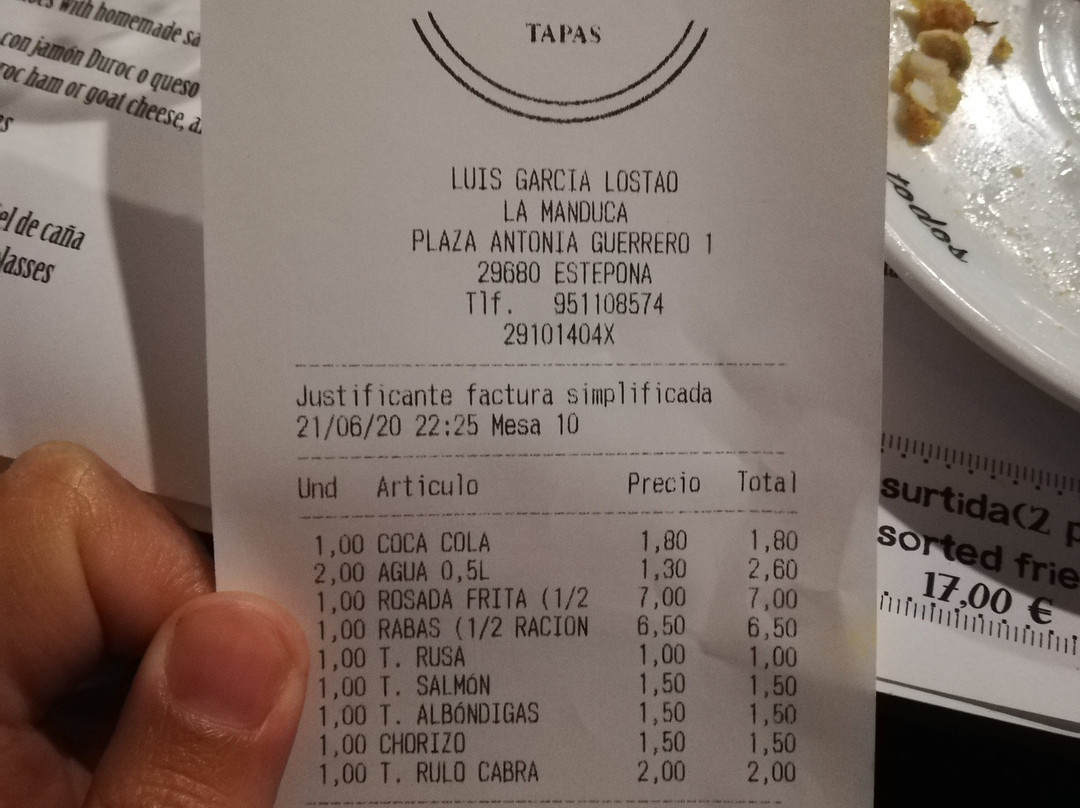 with homemade sa
con jamón Duroc o queso
roc ham or goat cheese, a
es
el de caña
lasses
TAPAS
LUIS GARCIA LOSTAO
LA MANDUCA
PLAZA ANTONIA GUERRERO 1
29680 ESTEPONA
Tlf. 951108574
29101404X
Justificante factura simplificada
21/06/20 22:25 Mesa 10
Und Articulo Precio Total
1,00 COCA COLA 1,80 1,80
2,00 AGUA 0,5L 1,30 2,60
1,00 ROSADA FRITA (1/2 7,00 7,00
1,00 RABAS (1/2 RACION 6,50 6,50
1,00 T. RUSA 1,00 1,00
1,00 T. SALMÓN 1,50 1,50
1,00 T. ALBÓNDIGAS 1,50 1,50
1,00 CHORIZO 1,50 1,50
1,00 T. RULO CABRA 2,00 2,00
todos
surtida(2 p
sorted frie
17,00 €